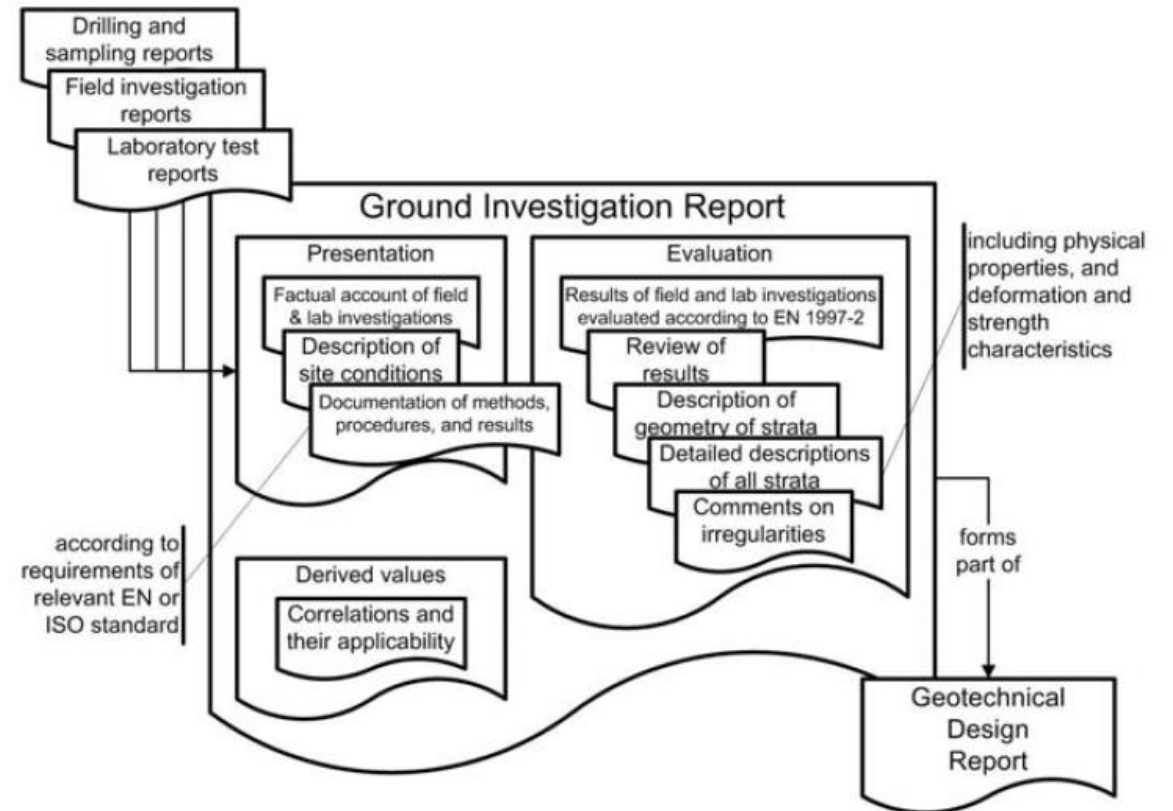 Drilling and
sampling reports
Field investigation
reports
Laboratory test
reports
Ground Investigation Report
Presentation
Factual account of field
& lab investigations
Description of
site conditions
Documentation of methods,
procedures, and results
according to
requirements of
relevant EN or
ISO standard
Derived values
Correlations and
their applicability
Evaluation
Results of field and lab investigations
evaluated according to EN 1997-2
Review of
results
Description of
geometry of strata
Detailed descriptions
of all strata
Comments on
irregularities
including physical
properties, and
deformation and
strength
characteristics
forms
part of
Geotechnical
Design
Report